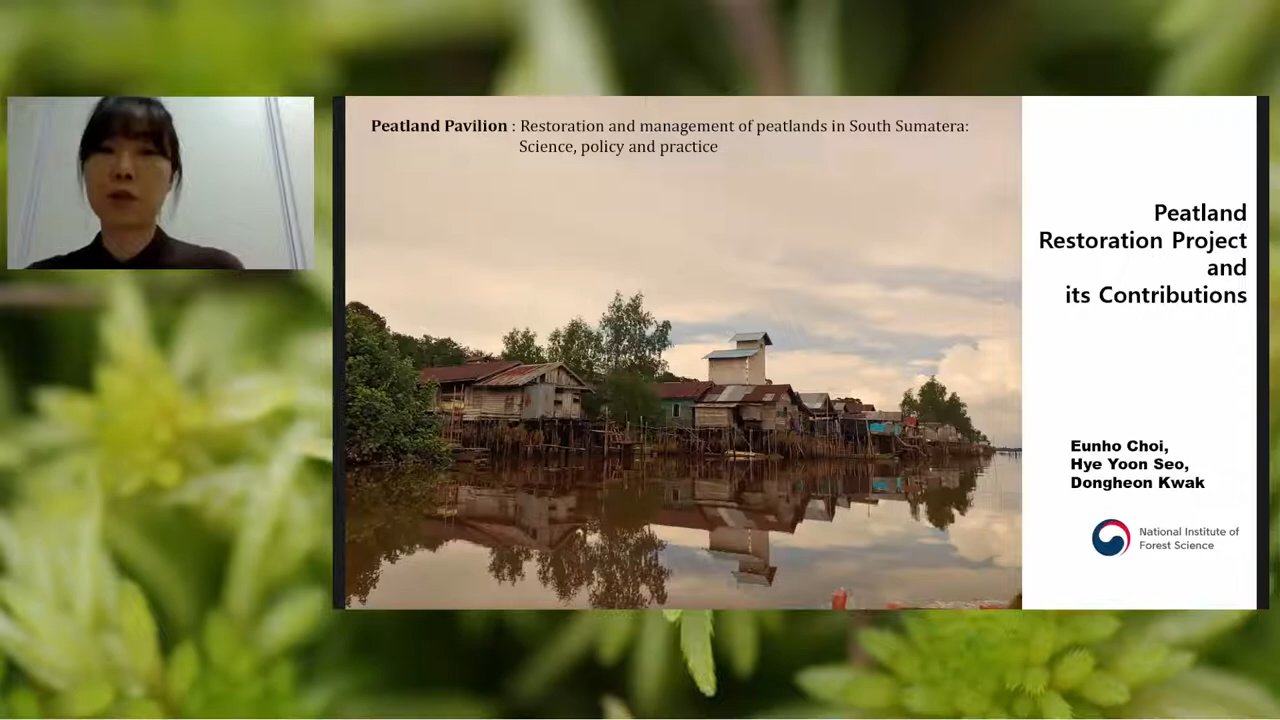 Peatland Pavilion : Restoration and management of peatlands in South Sumatera:
Science, policy and practice
Peatland
Restoration Project
and
its Contributions
Eunho Choi,
Hye Yoon Seo,
Dongheon Kwak
National Institute of
Forest Science